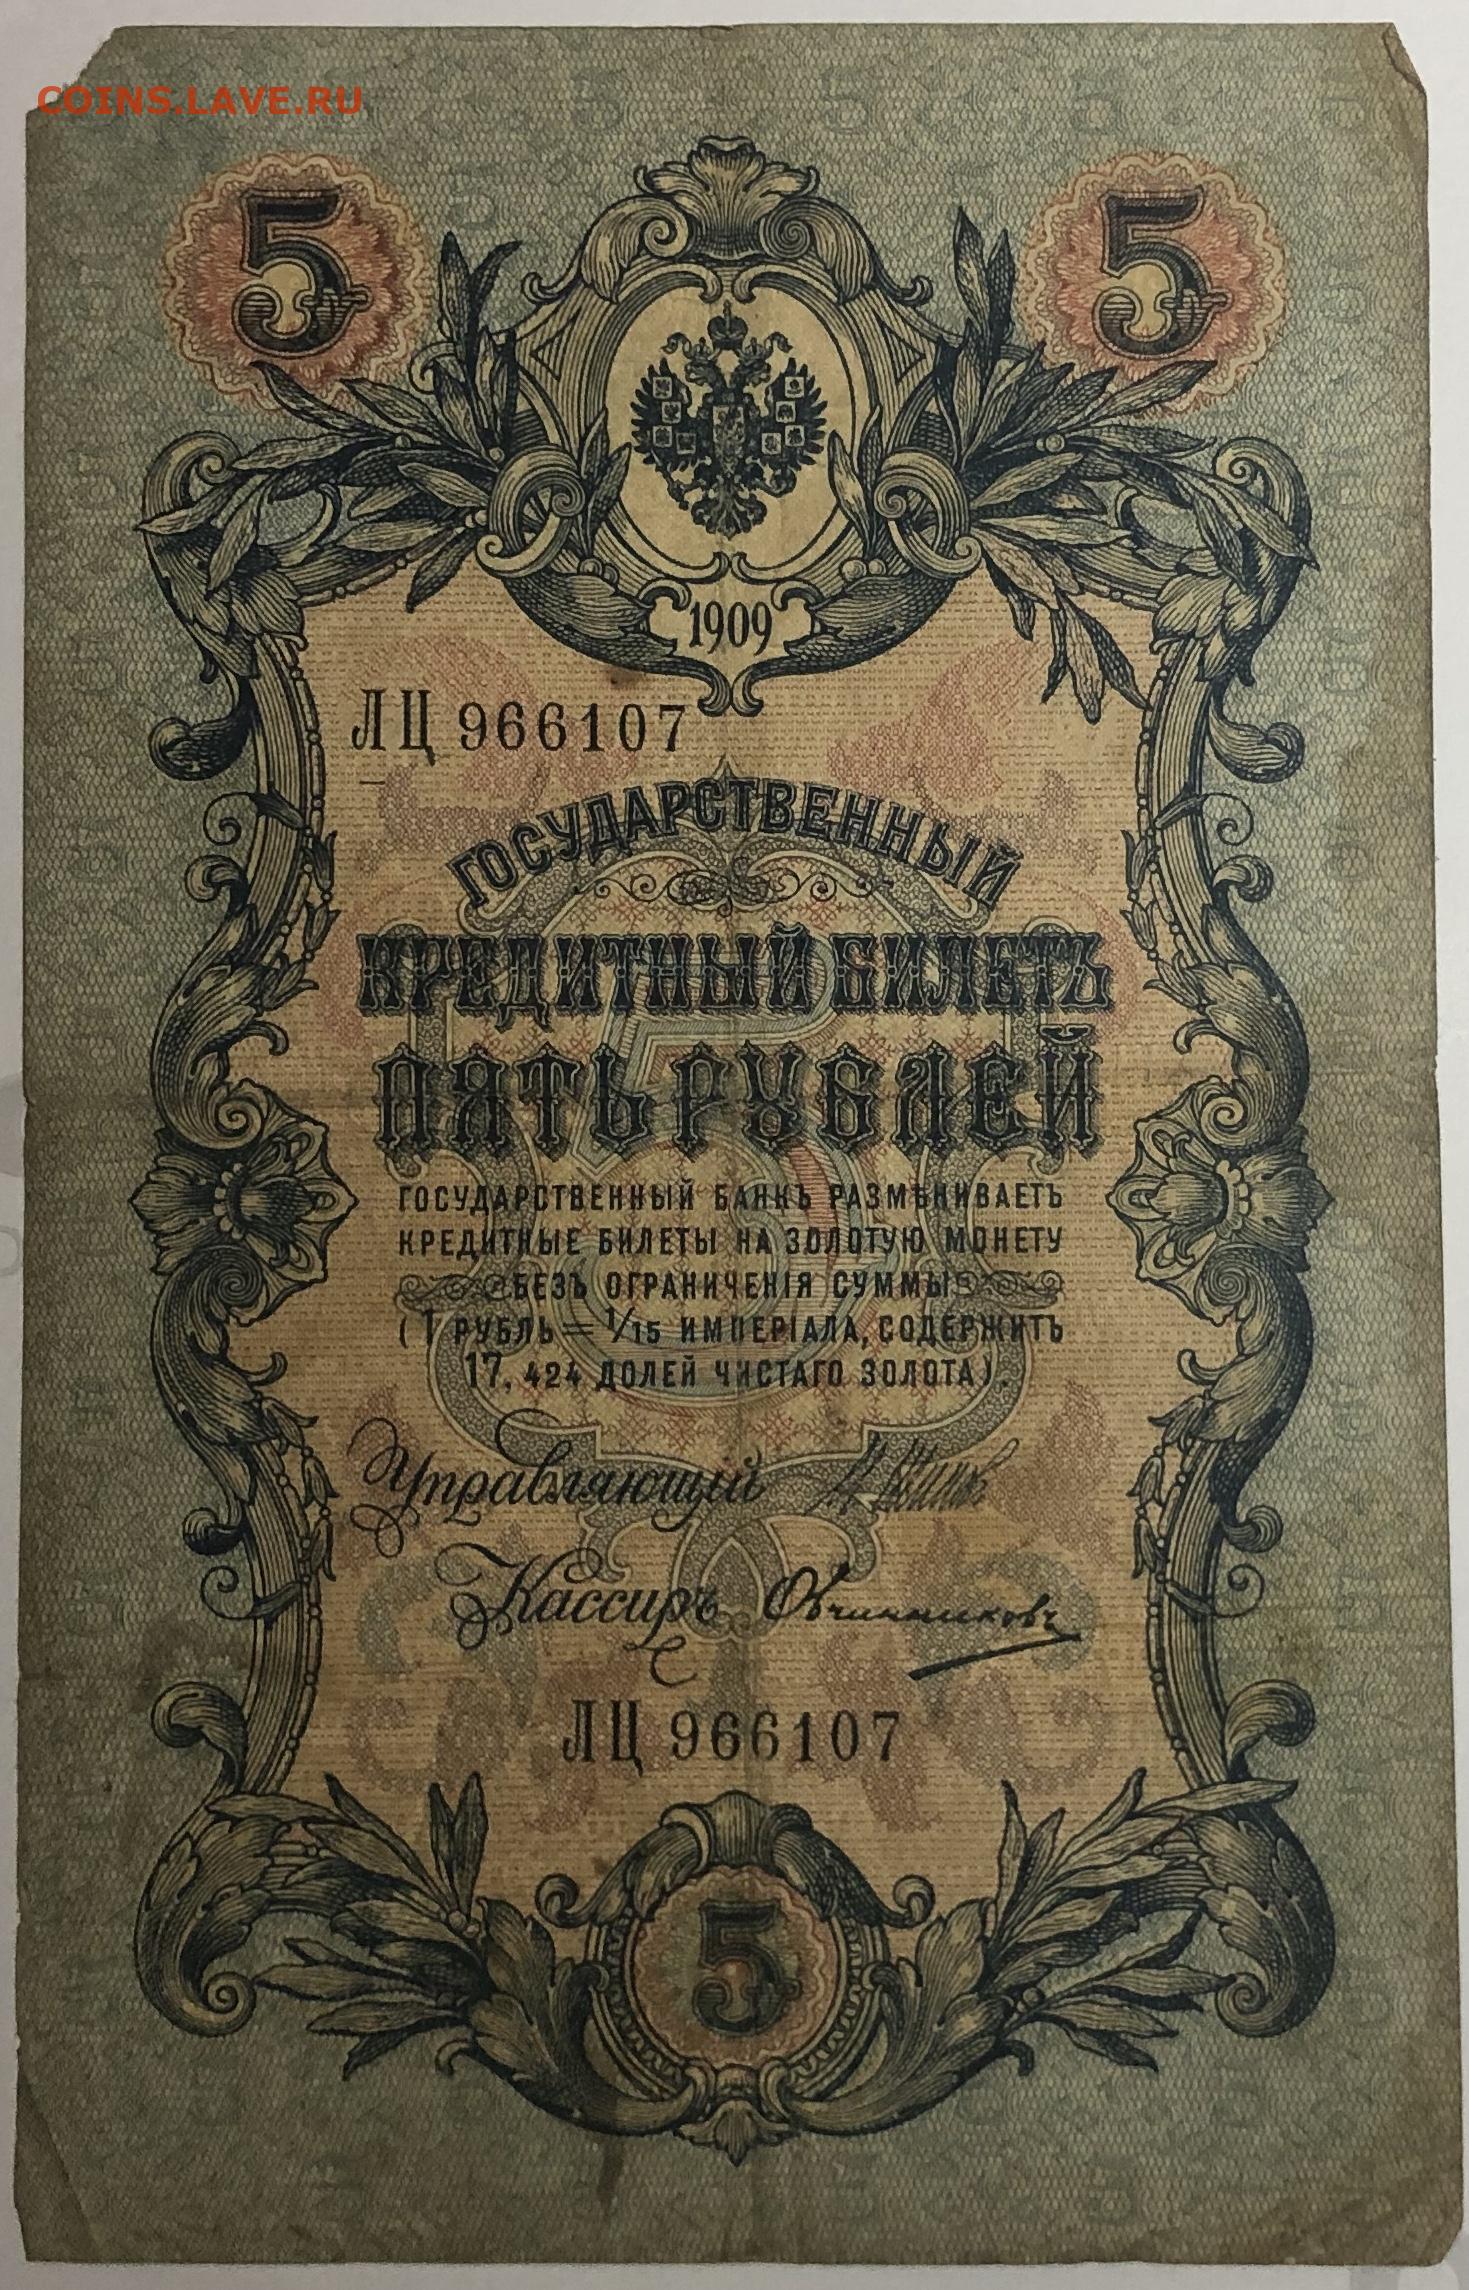 COINS.LAVE.RU
5 5
1909
ЛЦ 966107
ГОСУДАРСТВЕННЫЙ
КРЕДИТНЫЙ БИЛЕТЪ
ПЯТЬ РУБЛЕЙ
ГОСУДАРСТВЕННЫЙ БАНКЪ РАЗМѢНИВАЕТЪ
КРЕДИТНЫЕ БИЛЕТЫ НА ЗОЛОТУЮ МОНЕТУ
БЕЗЪ ОГРАНИЧЕНІЯ СУММЫ
(1 РУБЛЬ = 1/15 ИМПЕРІАЛА, СОДЕРЖИТЪ
17,424 ДОЛЕЙ ЧИСТАГО ЗОЛОТА).
Управляющій
Кассиръ Овчинниковъ
ЛЦ 966107
5